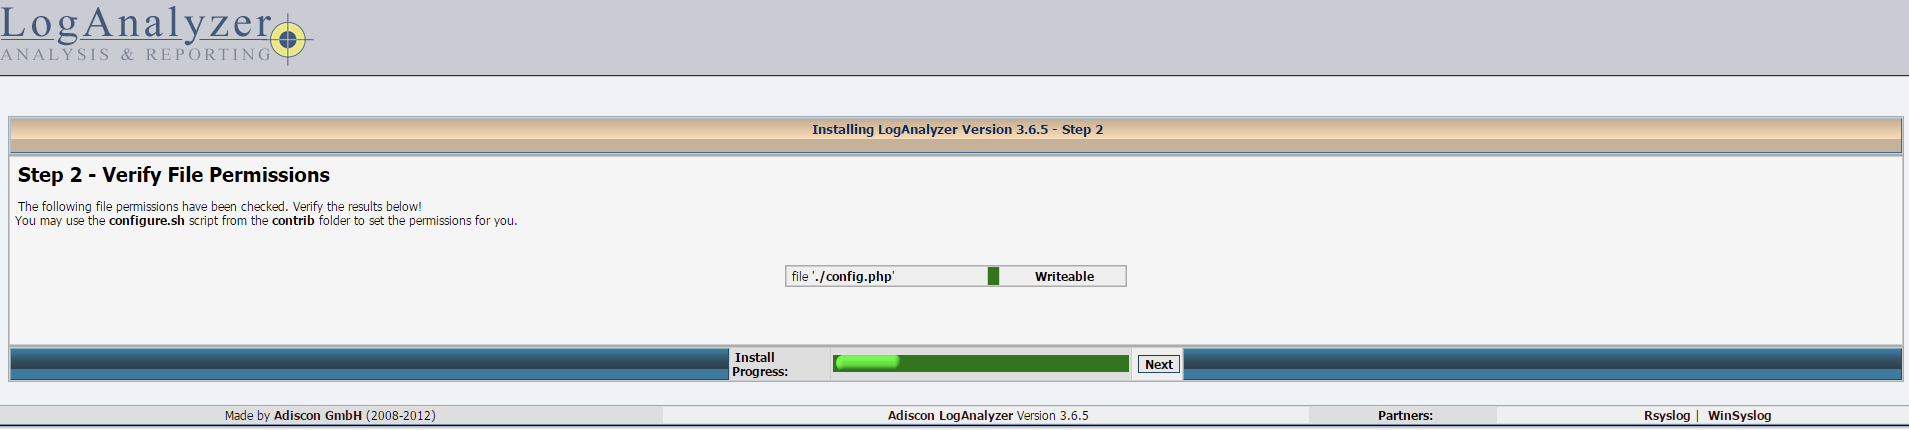 LogAnalyzer
ANALYSIS & REPORTING
Installing LogAnalyzer Version 3.6.5 - Step 2
Step 2 - Verify File Permissions
The following file permissions have been checked. Verify the results below!
You may use the configure.sh script from the contrib folder to set the permissions for you.
file './config.php' Writeable
Install
Progress:
Next
Made by Adiscon GmbH (2008-2012) Adiscon LogAnalyzer Version 3.6.5 Partners: Rsyslog | WinSyslog